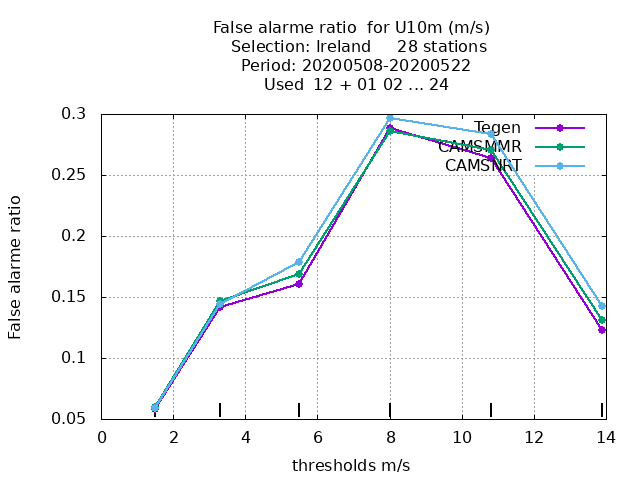 False alarme ratio  for U10m (m/s)
Selection: Ireland     28 stations
Period: 20200508-20200522
Used  12 + 01 02 ... 24
False alarme ratio
0.3
0.25
0.2
0.15
0.1
0.05
Tegen
CAMSMMR
CAMSNRT
0 2 4 6 8 10 12 14
thresholds m/s